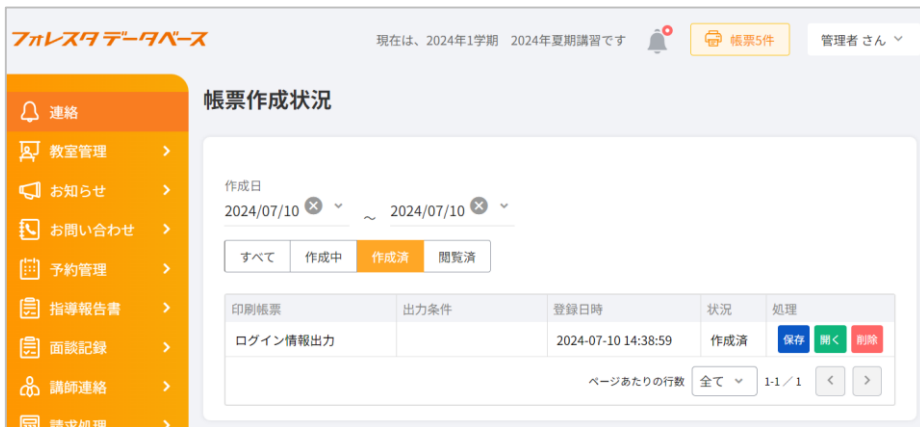 フォレスタ データベース
現在は、2024年1学期 2024年夏期講習です
帳票5件
管理者 さん
連絡
教室管理
お知らせ
お問い合わせ
予約管理
指導報告書
面談記録
講師連絡
請求処理
帳票作成状況
作成日
2024/07/10 ～ 2024/07/10
すべて 作成中 作成済 閲覧済
印刷帳票 出力条件 登録日時 状況 処理
ログイン情報出力 2024-07-10 14:38:59 作成済 保存 開く 削除
ページあたりの行数 全て 1-1／1